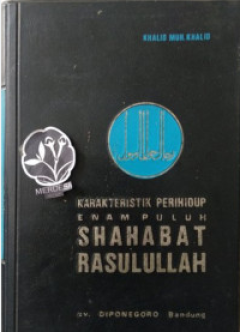 KHALID MUH. KHALID
KARAKTERISTIK PERIHIDUP
ENAM PULUH
SHAHABAT
RASULULLAH
CV. DIPONEGORO Bandung